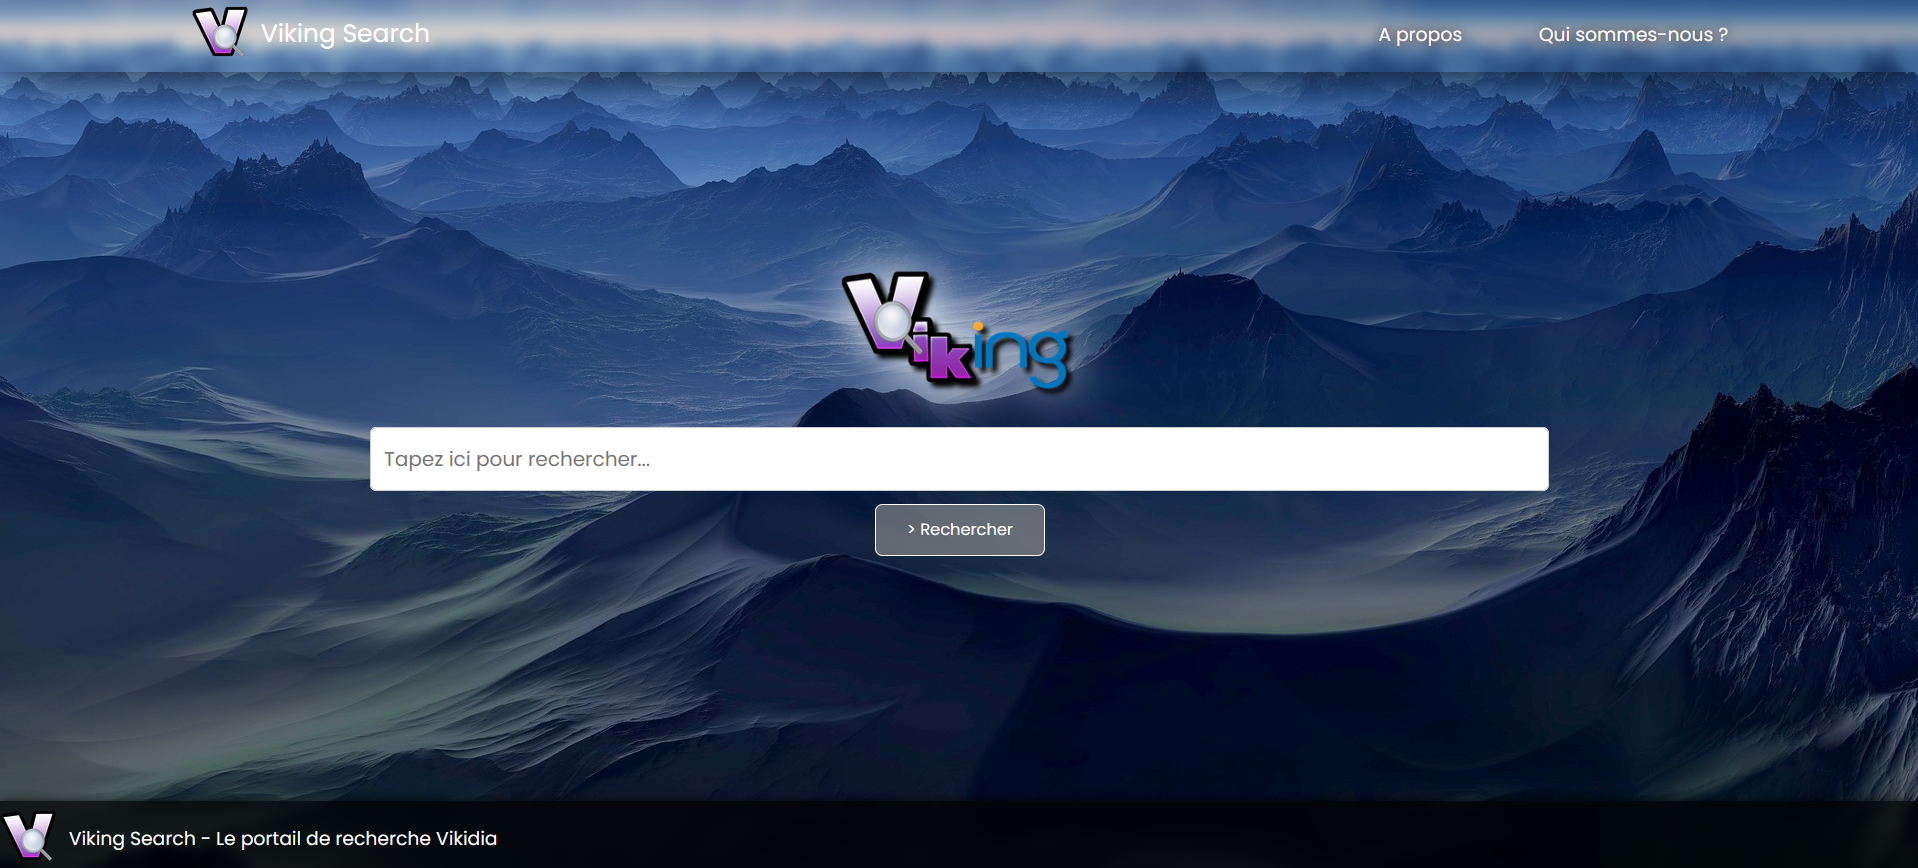 Viking Search
A propos
Qui sommes-nous ?
Viking
Tapez ici pour rechercher...
> Rechercher
Viking Search - Le portail de recherche Vikidia